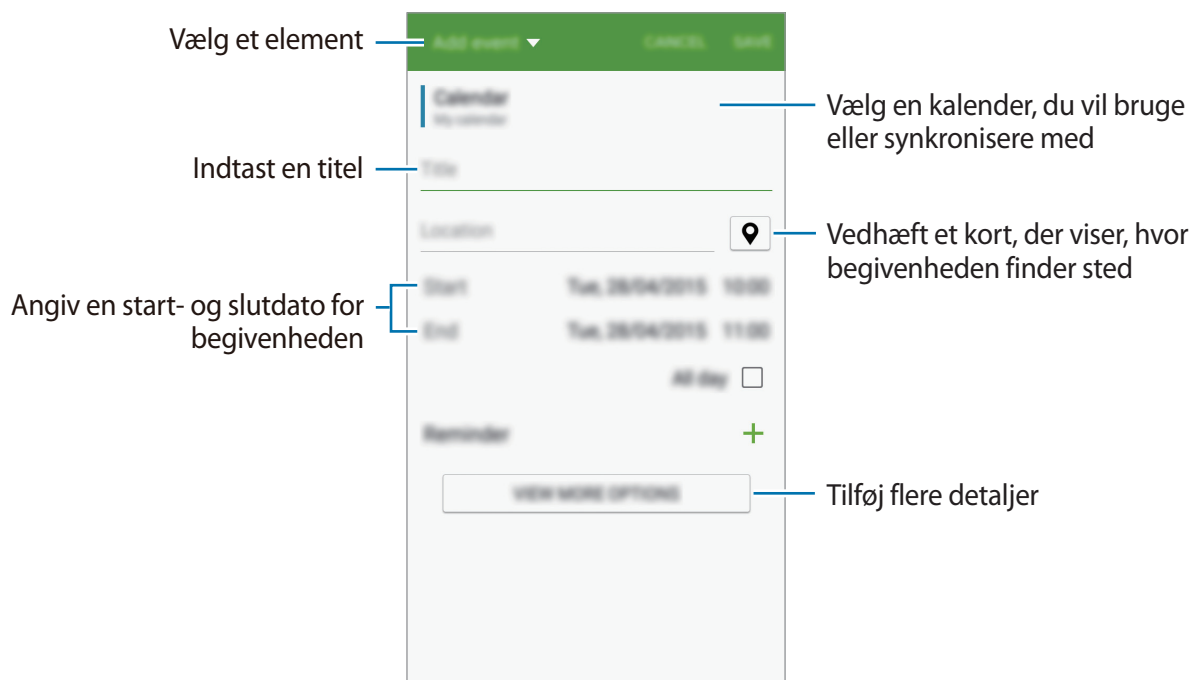 Vælg et element
Add event
CANCEL SAVE
Calendar
My calendar
Vælg en kalender, du vil bruge
eller synkronisere med
Indtast en titel
Title
Location
Vedhæft et kort, der viser, hvor
begivenheden finder sted
Angiv en start- og slutdato for
begivenheden
Start Tue, 28/04/2015 10:00
End Tue, 28/04/2015 11:00
All day
Reminder
VIEW MORE OPTIONS
Tilføj flere detaljer